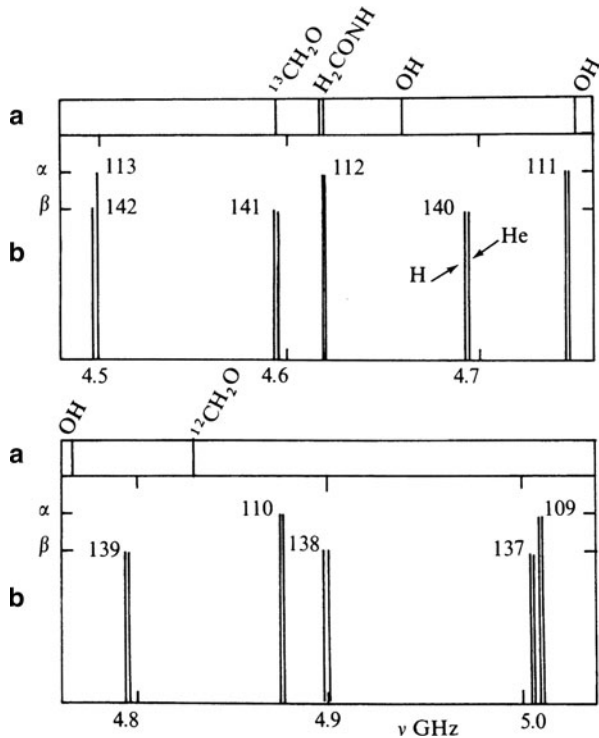 ¹³CH₂O
H₂CONH
OH
OH
a
α
113
112
111
β
142
141
140
b
He
H
4.5
4.6
4.7
OH
¹²CH₂O
a
α
110
109
β
139
138
137
b
4.8
4.9
5.0
ν GHz